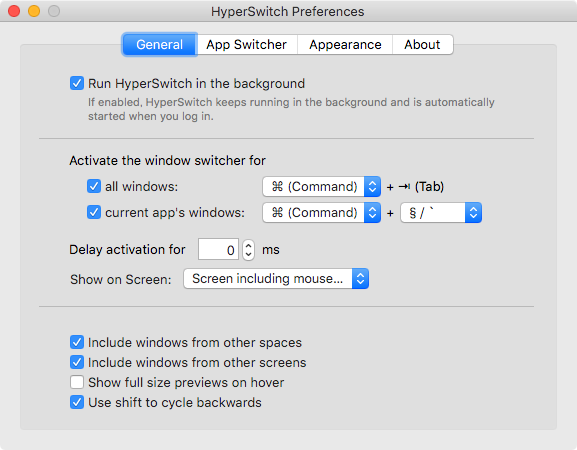 HyperSwitch Preferences
General App Switcher Appearance About
Run HyperSwitch in the background
If enabled, HyperSwitch keeps running in the background and is automatically
started when you log in.
Activate the window switcher for
all windows: ⌘ (Command) + ⇥ (Tab)
current app's windows: ⌘ (Command) + § / `
Delay activation for 0 ms
Show on Screen: Screen including mouse...
Include windows from other spaces
Include windows from other screens
Show full size previews on hover
Use shift to cycle backwards